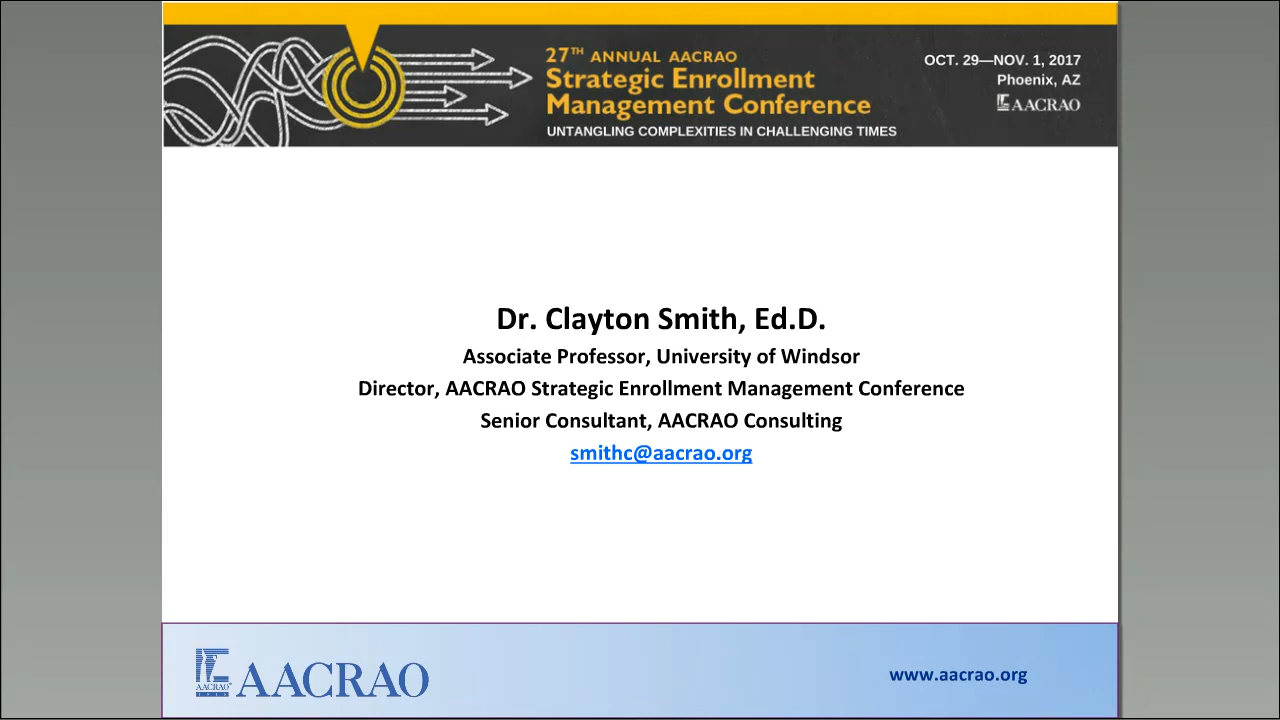 27TH ANNUAL AACRAO
Strategic Enrollment
Management Conference
UNTANGLING COMPLEXITIES IN CHALLENGING TIMES
OCT. 29—NOV. 1, 2017
Phoenix, AZ
AACRAO
Dr. Clayton Smith, Ed.D.
Associate Professor, University of Windsor
Director, AACRAO Strategic Enrollment Management Conference
Senior Consultant, AACRAO Consulting
smithc@aacrao.org
AACRAO
AACRAO
www.aacrao.org